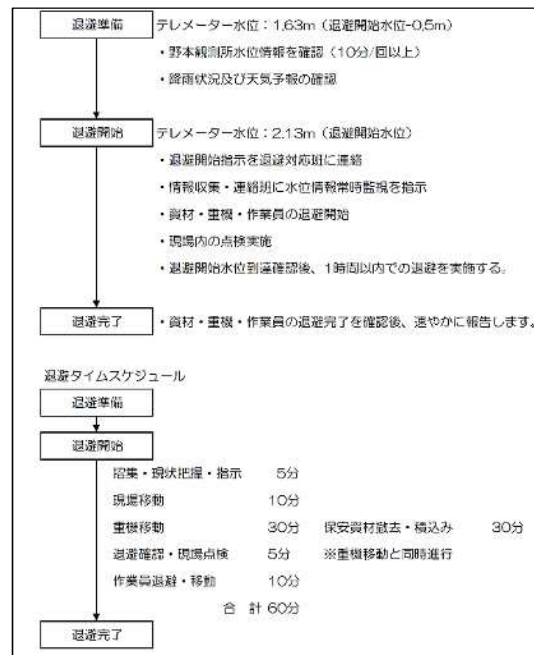 退避準備 テレメーター水位:1.63m(退避開始水位-0.5m)
・野本観測所水位情報を確認(10分/回以上)
・降雨状況及び天気予報の確認
退避開始 テレメーター水位:2.13m(退避開始水位)
・退避開始指示を退避対応班に連絡
・情報収集・連絡班に水位情報常時監視を指示
・資材・重機・作業員の退避開始
・現場内の点検実施
・退避開始水位到達確認後、1時間以内での退避を実施する。
退避完了 ・資材・重機・作業員の退避完了を確認後、速やかに報告します。
退避タイムスケジュール
退避準備
退避開始
招集・現状把握・指示 5分
現場移動 10分
重機移動 30分 保安資材撤去・積込み 30分
退避確認・現場点検 5分 ※重機移動と同時進行
作業員退避・移動 10分
合 計 60分
退避完了